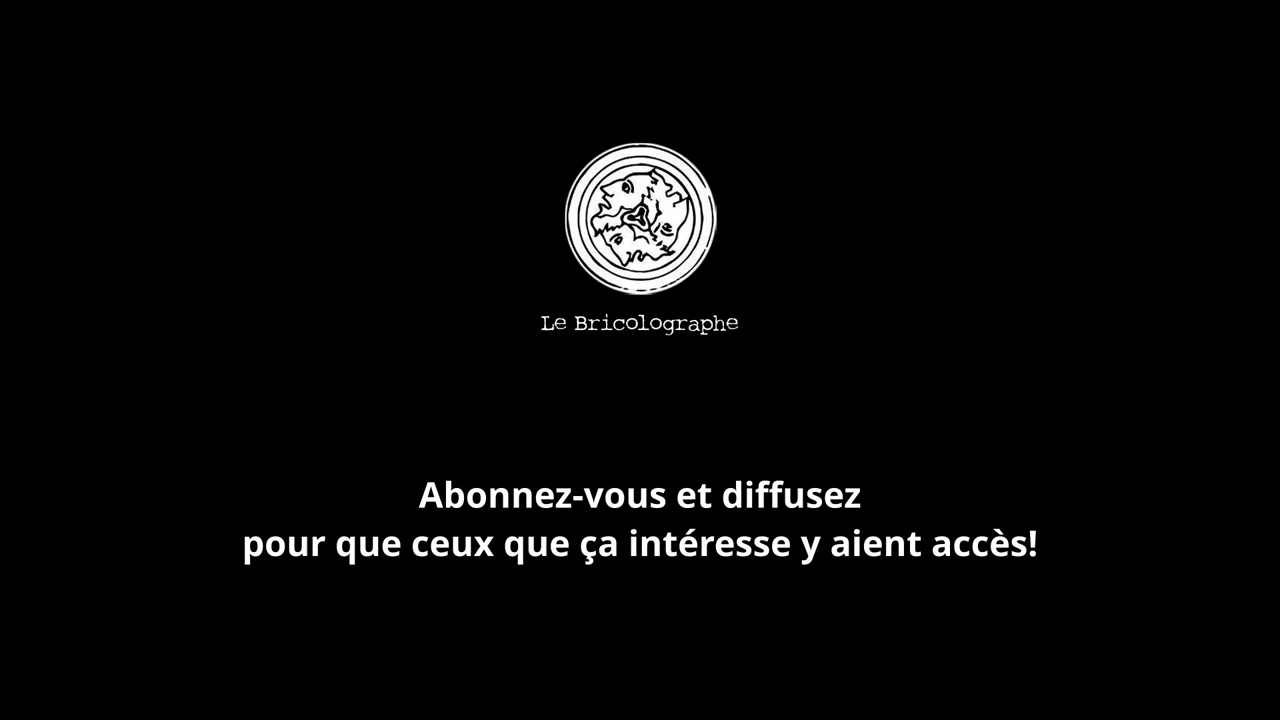 Le Bricolographe
Abonnez-vous et diffusez
pour que ceux que ça intéresse y aient accès!